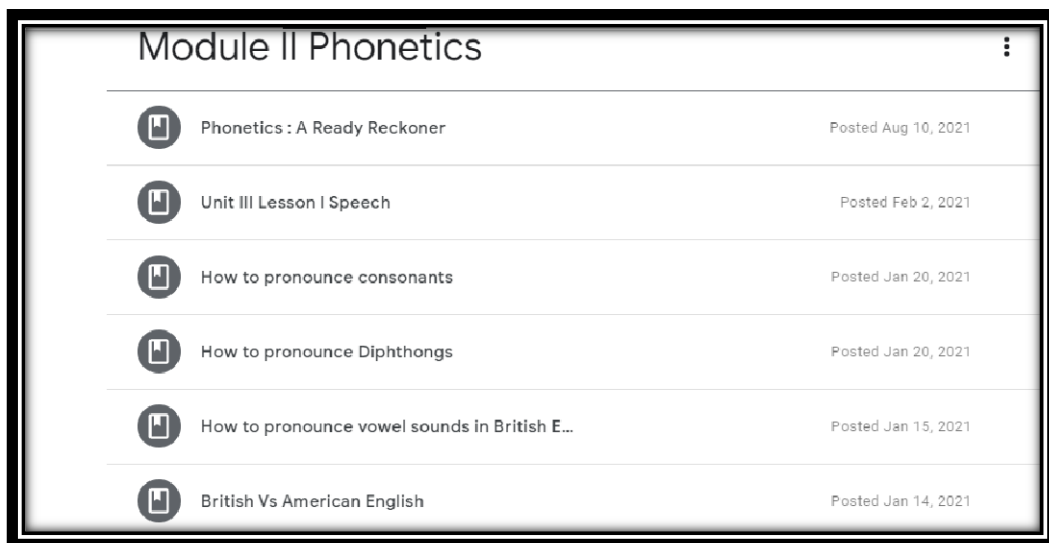 Module II Phonetics
Phonetics : A Ready Reckoner Posted Aug 10, 2021
Unit III Lesson I Speech Posted Feb 2, 2021
How to pronounce consonants Posted Jan 20, 2021
How to pronounce Diphthongs Posted Jan 20, 2021
How to pronounce vowel sounds in British E... Posted Jan 15, 2021
British Vs American English Posted Jan 14, 2021